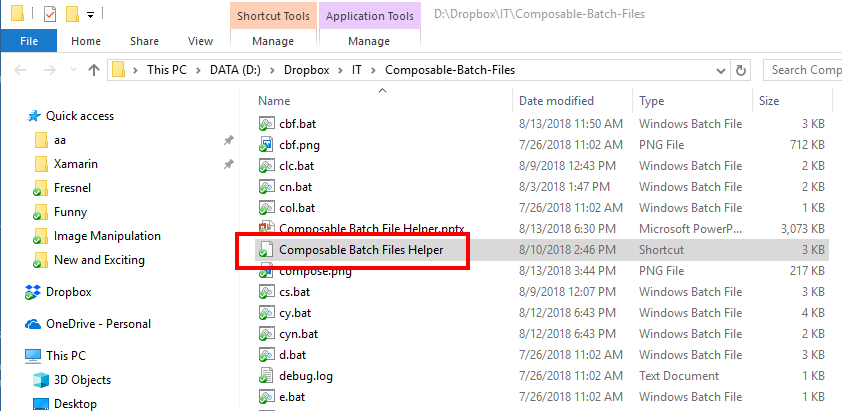 Shortcut Tools Application Tools D:\Dropbox\IT\Composable-Batch-Files
File Home Share View Manage Manage
This PC > DATA (D:) > Dropbox > IT > Composable-Batch-Files Search Comp
Name Date modified Type Size
Quick access
aa
Xamarin
Fresnel
Funny
Image Manipulation
New and Exciting
Dropbox
OneDrive - Personal
This PC
3D Objects
Desktop
cbf.bat 8/13/2018 11:50 AM Windows Batch File 3 KB
cbf.png 7/26/2018 11:02 AM PNG File 712 KB
clc.bat 8/9/2018 12:43 PM Windows Batch File 2 KB
cn.bat 8/3/2018 1:47 PM Windows Batch File 2 KB
col.bat 7/26/2018 11:02 AM Windows Batch File 2 KB
Composable Batch File Helper.pptx 8/13/2018 6:30 PM Microsoft PowerP... 3,073 KB
Composable Batch Files Helper 8/10/2018 2:46 PM Shortcut 3 KB
compose.png 8/13/2018 3:44 PM PNG File 217 KB
cs.bat 8/9/2018 12:07 PM Windows Batch File 2 KB
cy.bat 8/12/2018 6:43 PM Windows Batch File 4 KB
cyn.bat 8/12/2018 6:43 PM Windows Batch File 2 KB
d.bat 7/26/2018 11:02 AM Windows Batch File 2 KB
debug.log 7/26/2018 11:02 AM Text Document 1 KB
e.bat 7/26/2018 11:02 AM Windows Batch File 2 KB